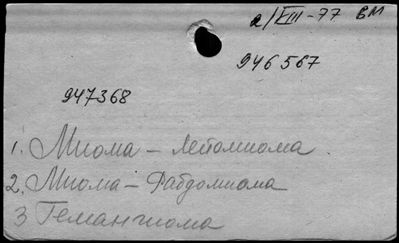 2/VIII-77 ВМ
946567
947368
1. Миома - лейомиома.
2. Миома - Рабдомиома
3 Гемангиома